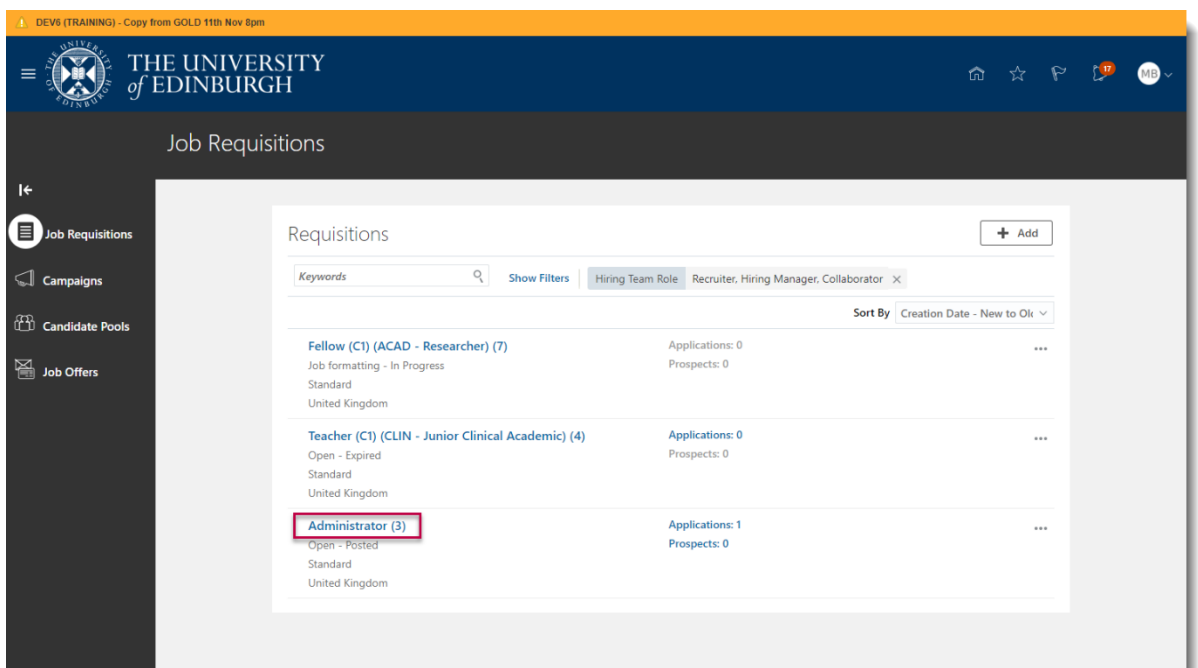 DEV6 (TRAINING) - Copy from GOLD 11th Nov 8pm
THE UNIVERSITY
of EDINBURGH
17
MB
Job Requisitions
Job Requisitions
Campaigns
Candidate Pools
Job Offers
Requisitions
Add
Keywords
Show Filters
Hiring Team Role Recruiter, Hiring Manager, Collaborator
Sort By Creation Date - New to Olc
Fellow (C1) (ACAD - Researcher) (7)
Applications: 0
Job formatting - In Progress
Prospects: 0
Standard
United Kingdom
Teacher (C1) (CLIN - Junior Clinical Academic) (4)
Applications: 0
Open - Expired
Prospects: 0
Standard
United Kingdom
Administrator (3)
Applications: 1
Open - Posted
Prospects: 0
Standard
United Kingdom